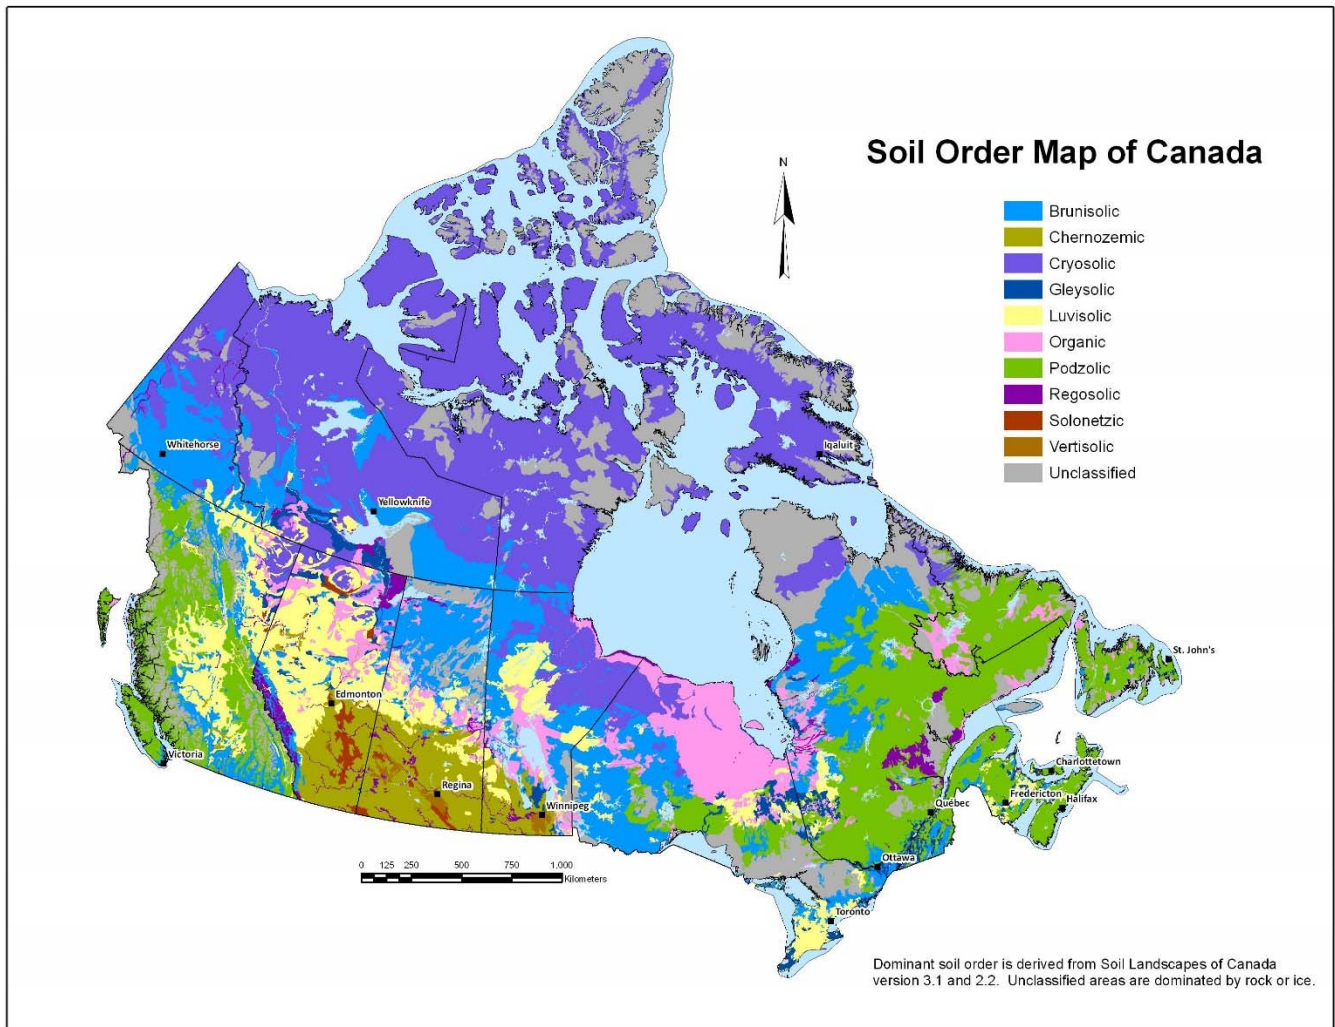 Soil Order Map of Canada
N
Brunisolic
Chernozemic
Cryosolic
Gleysolic
Luvisolic
Organic
Podzolic
Regosolic
Solonetzic
Vertisolic
Unclassified
Whitehorse
Iqaluit
Yellowknife
St. John's
Edmonton
Victoria
Charlottetown
Regina
Fredericton
Québec
Halifax
Winnipeg
Ottawa
0 125 250 500 750 1,000
Kilometers
Toronto
Dominant soil order is derived from Soil Landscapes of Canada
version 3.1 and 2.2. Unclassified areas are dominated by rock or ice.